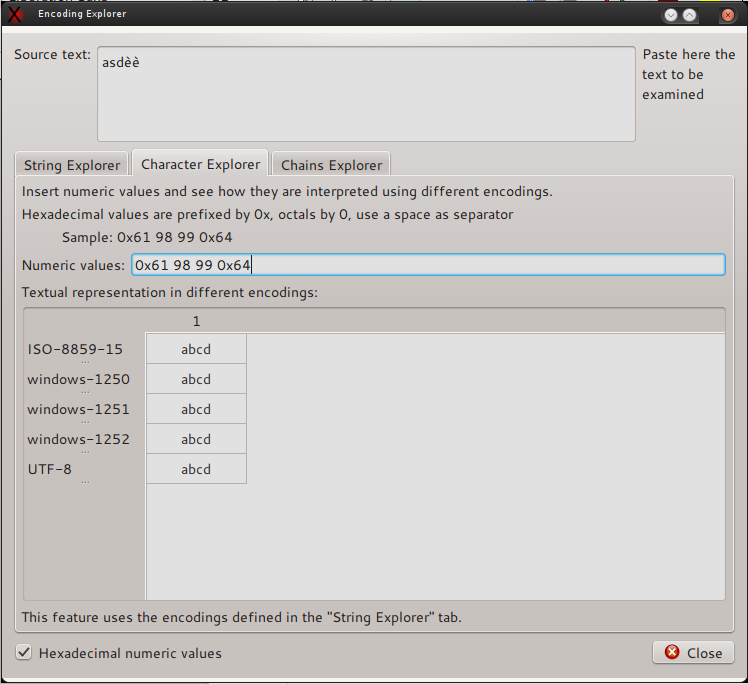 Encoding Explorer
Source text:
asdèè
Paste here the
text to be
examined
String Explorer
Character Explorer
Chains Explorer
Insert numeric values and see how they are interpreted using different encodings.
Hexadecimal values are prefixed by 0x, octals by 0, use a space as separator
Sample: 0x61 98 99 0x64
Numeric values: 0x61 98 99 0x64
Textual representation in different encodings:
1
ISO-8859-15 abcd
...
windows-1250 abcd
...
windows-1251 abcd
...
windows-1252 abcd
...
UTF-8 abcd
...
This feature uses the encodings defined in the "String Explorer" tab.
Hexadecimal numeric values
Close